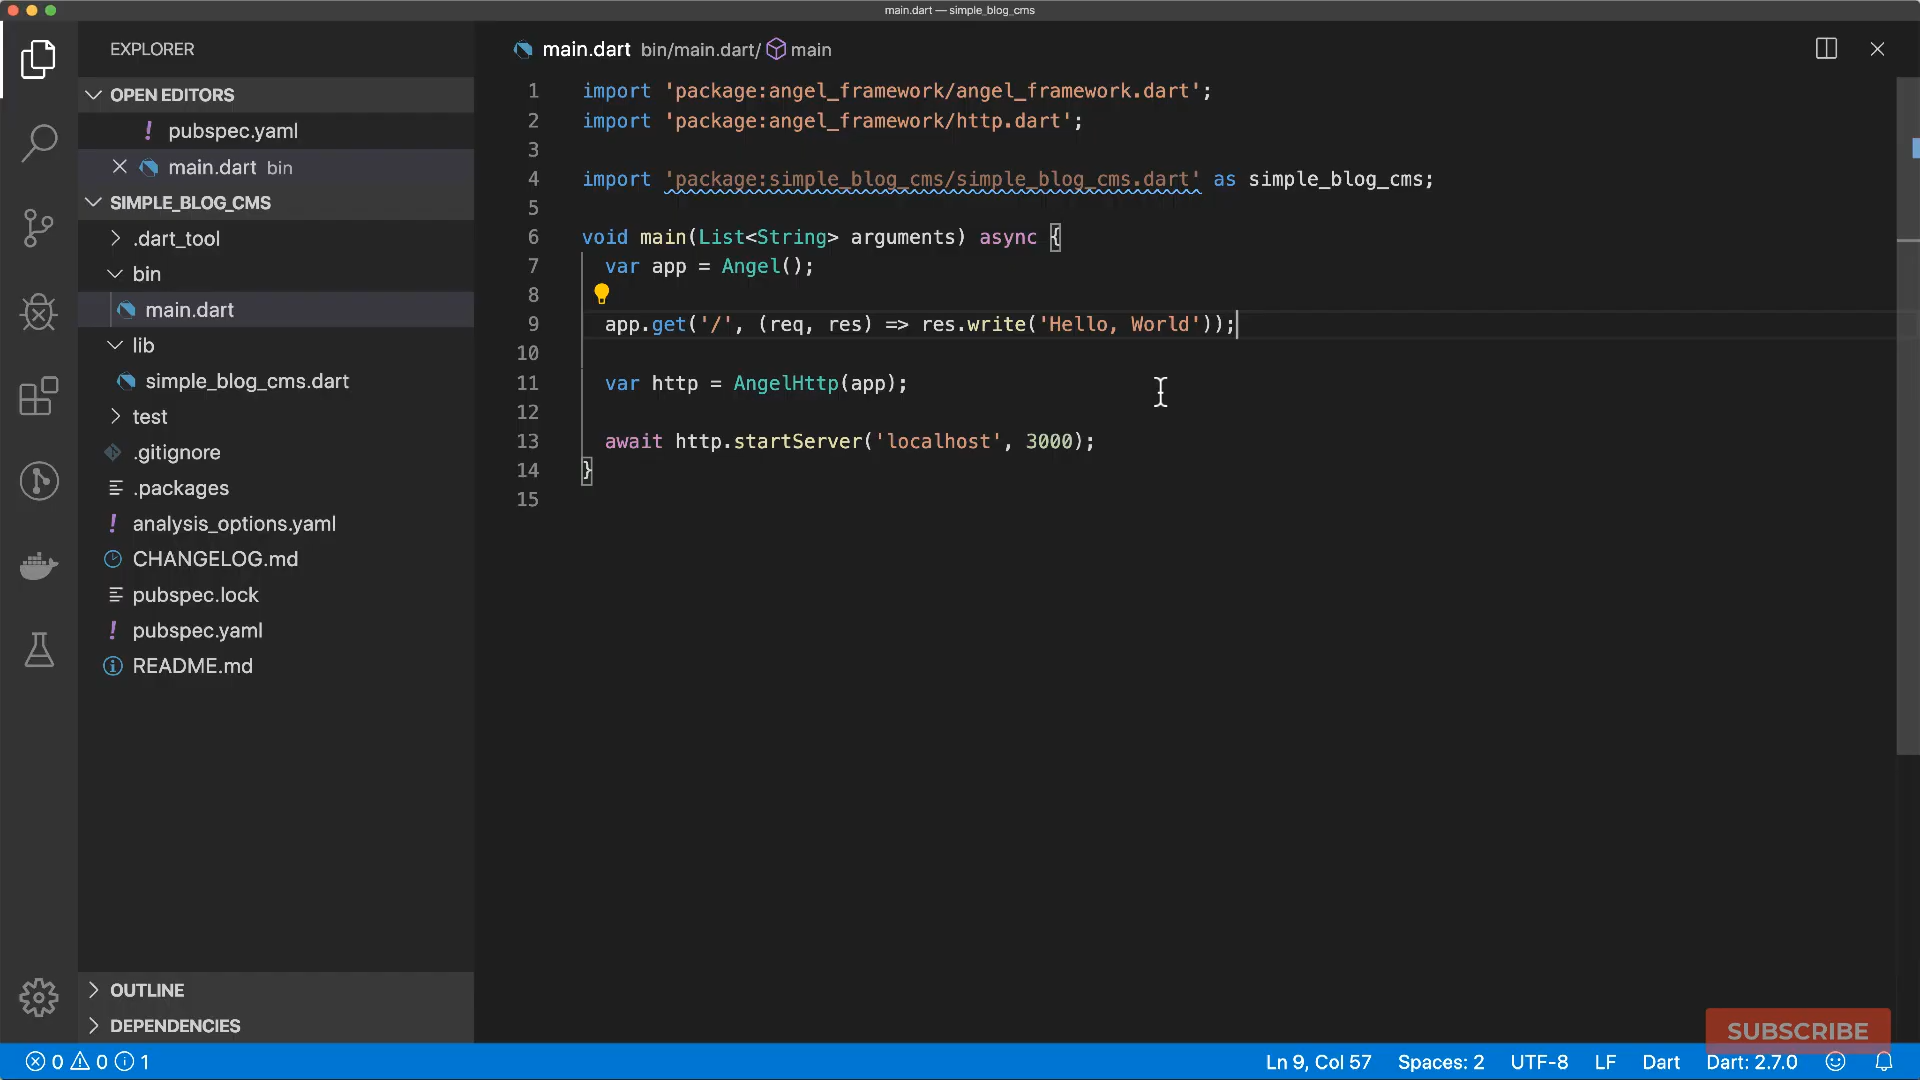 main.dart — simple_blog_cms
EXPLORER
OPEN EDITORS
! pubspec.yaml
main.dart bin
SIMPLE_BLOG_CMS
.dart_tool
bin
main.dart
lib
simple_blog_cms.dart
test
.gitignore
.packages
! analysis_options.yaml
CHANGELOG.md
pubspec.lock
! pubspec.yaml
README.md
OUTLINE
DEPENDENCIES
main.dart bin/main.dart/ main
1 import 'package:angel_framework/angel_framework.dart';
2 import 'package:angel_framework/http.dart';
3
4 import 'package:simple_blog_cms/simple_blog_cms.dart' as simple_blog_cms;
5
6 void main(List<String> arguments) async {
7 var app = Angel();
8
9 app.get('/', (req, res) => res.write('Hello, World'));
10
11 var http = AngelHttp(app);
12
13 await http.startServer('localhost', 3000);
14 }
15
SUBSCRIBE
0 0 1
Ln 9, Col 57 Spaces: 2 UTF-8 LF Dart Dart: 2.7.0